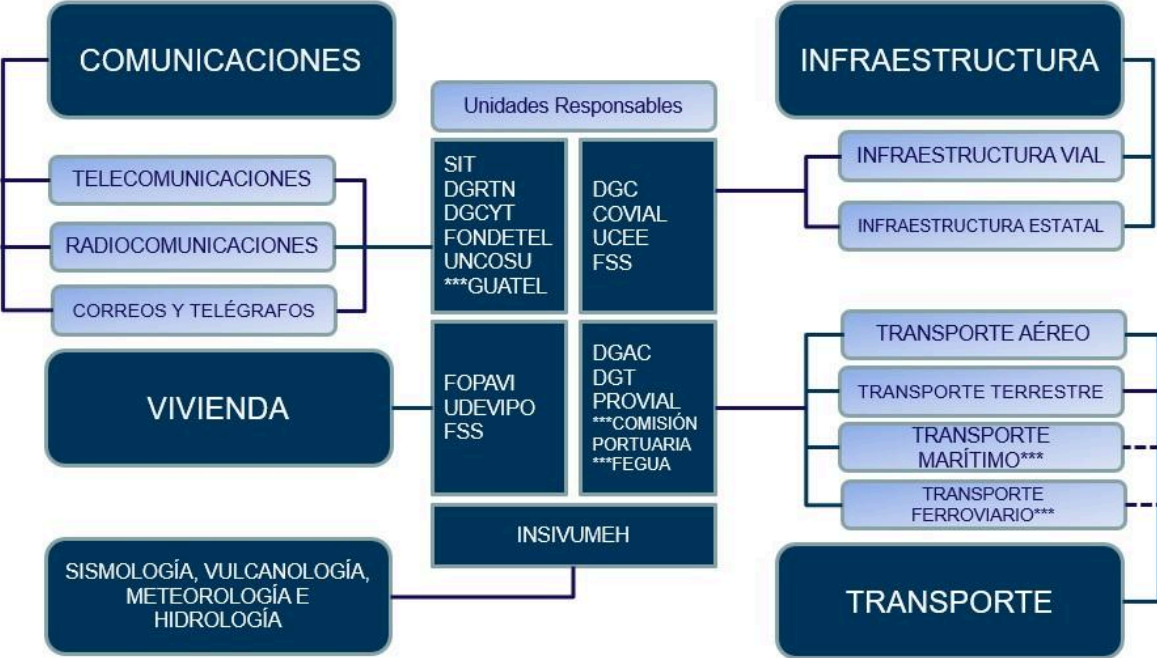 COMUNICACIONES
TELECOMUNICACIONES
RADIOCOMUNICACIONES
CORREOS Y TELÉGRAFOS
VIVIENDA
SISMOLOGÍA, VULCANOLOGÍA,
METEOROLOGÍA E
HIDROLOGÍA
Unidades Responsables
SIT
DGRTN
DGCYT
FONDETEL
UNCOSU
***GUATEL
DGC
COVIAL
UCEE
FSS
FOPAVI
UDEVIPO
FSS
DGAC
DGT
PROVIAL
***COMISIÓN
PORTUARIA
***FEGUA
INSIVUMEH
INFRAESTRUCTURA
INFRAESTRUCTURA VIAL
INFRAESTRUCTURA ESTATAL
TRANSPORTE AÉREO
TRANSPORTE TERRESTRE
TRANSPORTE
MARÍTIMO***
TRANSPORTE
FERROVIARIO***
TRANSPORTE